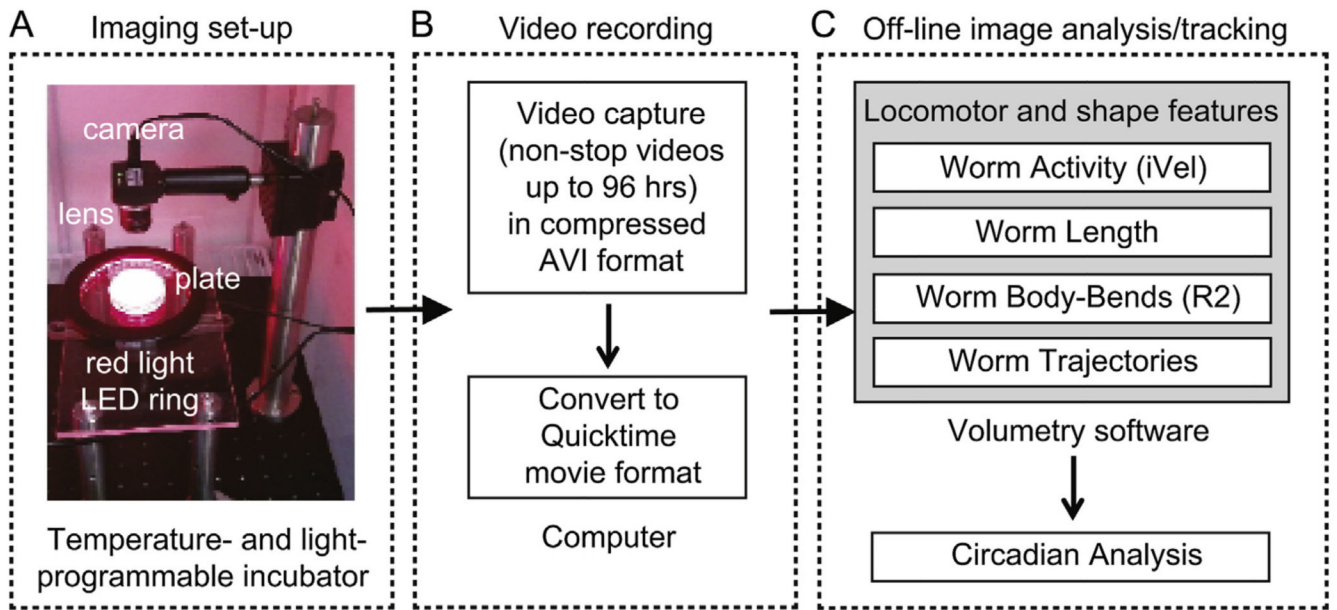 A
Imaging set-up
camera
lens
plate
red light
LED ring
Temperature- and light-
programmable incubator
B
Video recording
Video capture
(non-stop videos
up to 96 hrs)
in compressed
AVI format
Convert to
Quicktime
movie format
Computer
C
Off-line image analysis/tracking
Locomotor and shape features
Worm Activity (iVel)
Worm Length
Worm Body-Bends (R2)
Worm Trajectories
Volumetry software
Circadian Analysis